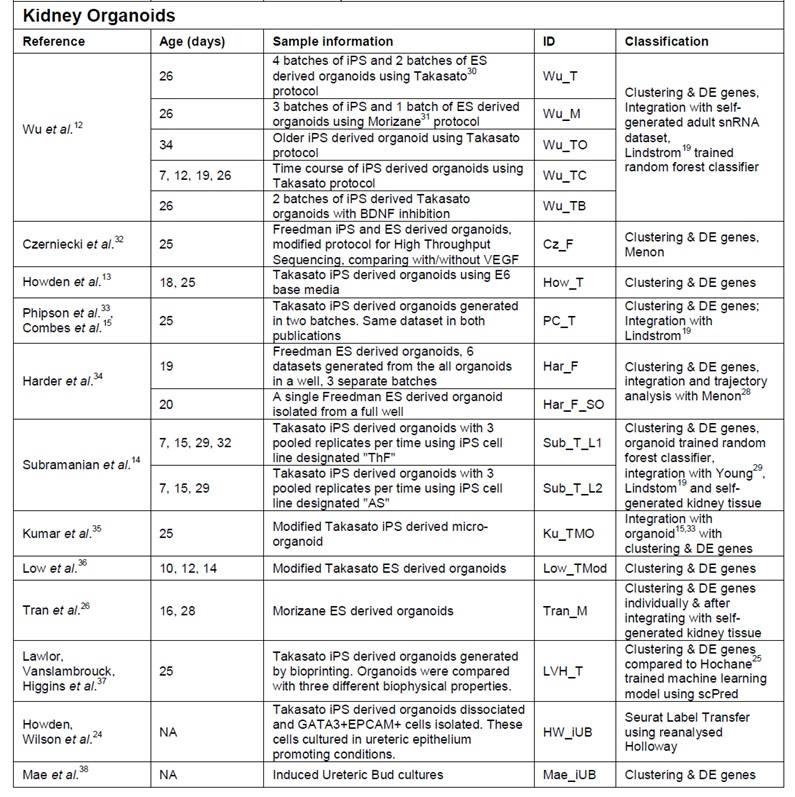 Kidney Organoids
Reference Age (days) Sample information ID Classification
Wu et al.12
26
4 batches of iPS and 2 batches of ES
derived organoids using Takasato30
protocol
Wu_T
26
3 batches of iPS and 1 batch of ES derived
organoids using Morizane31 protocol
Wu_M
34
Older iPS derived organoid using Takasato
protocol
Wu_TO
7, 12, 19, 26
Time course of iPS derived organoids using
Takasato protocol
Wu_TC
26
2 batches of iPS derived Takasato
organoids with BDNF inhibition
Wu_TB
Clustering & DE genes,
Integration with self-
generated adult snRNA
dataset,
Lindstrom19 trained
random forest classifier
Czerniecki et al.32
25
Freedman iPS and ES derived organoids,
modified protocol for High Throughput
Sequencing, comparing with/without VEGF
Cz_F
Clustering & DE genes,
Menon
Howden et al.13
18, 25
Takasato iPS derived organoids using E6
base media
How_T
Clustering & DE genes
Phipson et al.33,
Combes et al.15
25
Takasato iPS derived organoids generated
in two batches. Same dataset in both
publications
PC_T
Clustering & DE genes;
Integration with
Lindstrom19
Harder et al.34
19
Freedman ES derived organoids, 6
datasets generated from the all organoids
in a well, 3 separate batches
Har_F
20
A single Freedman ES derived organoid
isolated from a full well
Har_F_SO
Clustering & DE genes,
integration and trajectory
analysis with Menon28
Subramanian et al.14
7, 15, 29, 32
Takasato iPS derived organoids with 3
pooled replicates per time using iPS cell
line designated "ThF"
Sub_T_L1
7, 15, 29
Takasato iPS derived organoids with 3
pooled replicates per time using iPS cell
line designated "AS"
Sub_T_L2
Clustering & DE genes,
organoid trained random
forest classifier,
integration with Young29,
Lindstom19 and self-
generated kidney tissue
Kumar et al.35
25
Modified Takasato iPS derived micro-
organoid
Ku_TMO
Integration with
organoid15,33 with
clustering & DE genes
Low et al.36
10, 12, 14
Modified Takasato ES derived organoids
Low_TMod
Clustering & DE genes
Tran et al.26
16, 28
Morizane ES derived organoids
Tran_M
Clustering & DE genes
individually & after
integrating with self-
generated kidney tissue
Lawlor,
Vanslambrouck,
Higgins et al.37
25
Takasato iPS derived organoids generated
by bioprinting. Organoids were compared
with three different biophysical properties.
LVH_T
Clustering & DE genes
compared to Hochane25
trained machine learning
model using scPred
Howden,
Wilson et al.24
NA
Takasato iPS derived organoids dissociated
and GATA3+EPCAM+ cells isolated. These
cells cultured in ureteric epithelium
promoting conditions.
HW_iUB
Seurat Label Transfer
using reanalysed
Holloway
Mae et al.38
NA
Induced Ureteric Bud cultures
Mae_iUB
Clustering & DE genes